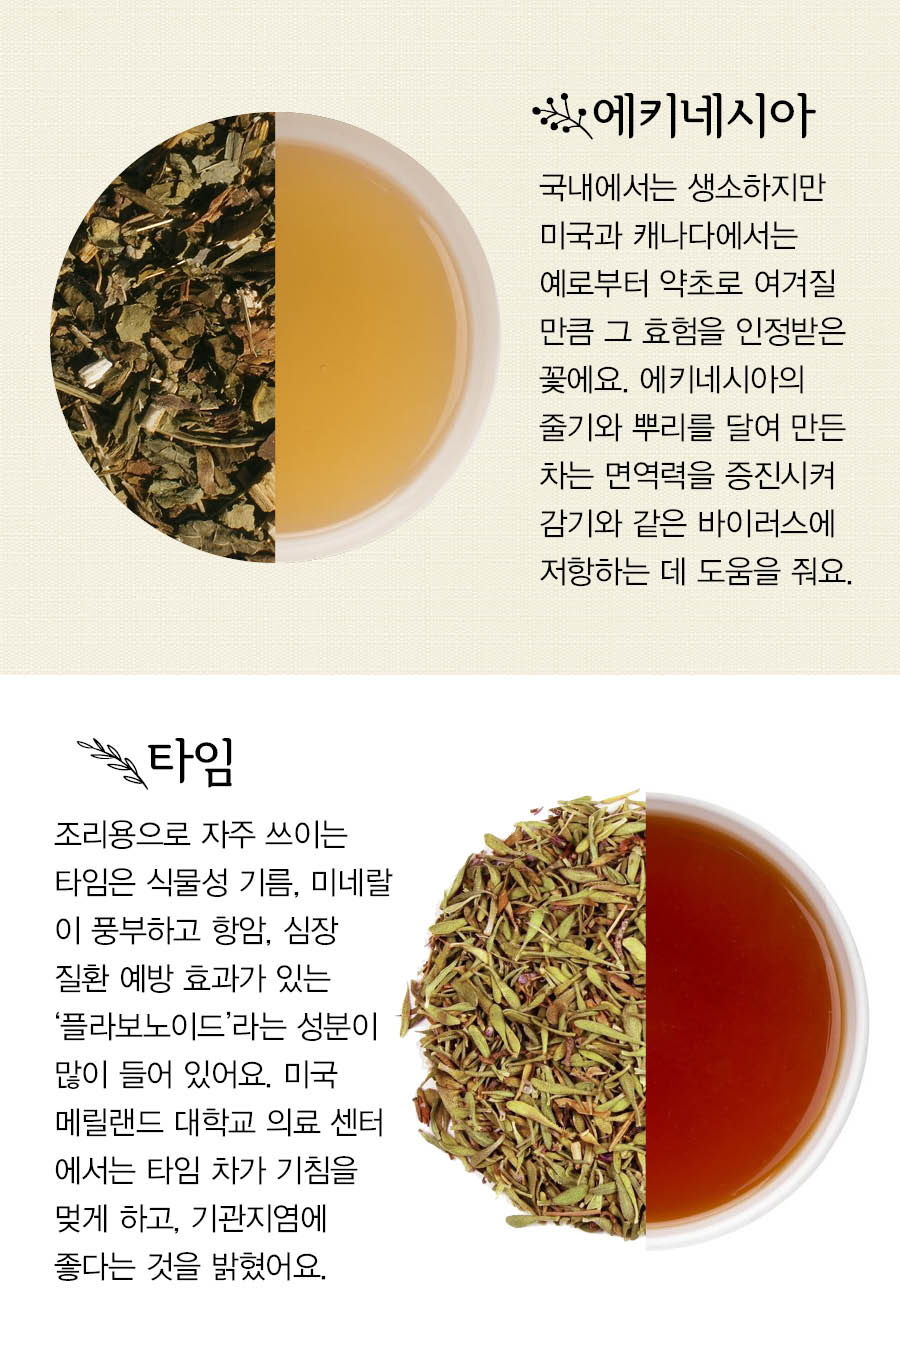 에키네시아
국내에서는 생소하지만
미국과 캐나다에서는
예로부터 약초로 여겨질
만큼 그 효험을 인정받은
꽃에요. 에키네시아의
줄기와 뿌리를 달여 만든
차는 면역력을 증진시켜
감기와 같은 바이러스에
저항하는 데 도움을 줘요.
타임
조리용으로 자주 쓰이는
타임은 식물성 기름, 미네랄
이 풍부하고 항암, 심장
질환 예방 효과가 있는
‘플라보노이드’라는 성분이
많이 들어 있어요. 미국
메릴랜드 대학교 의료 센터
에서는 타임 차가 기침을
멎게 하고, 기관지염에
좋다는 것을 밝혔어요.